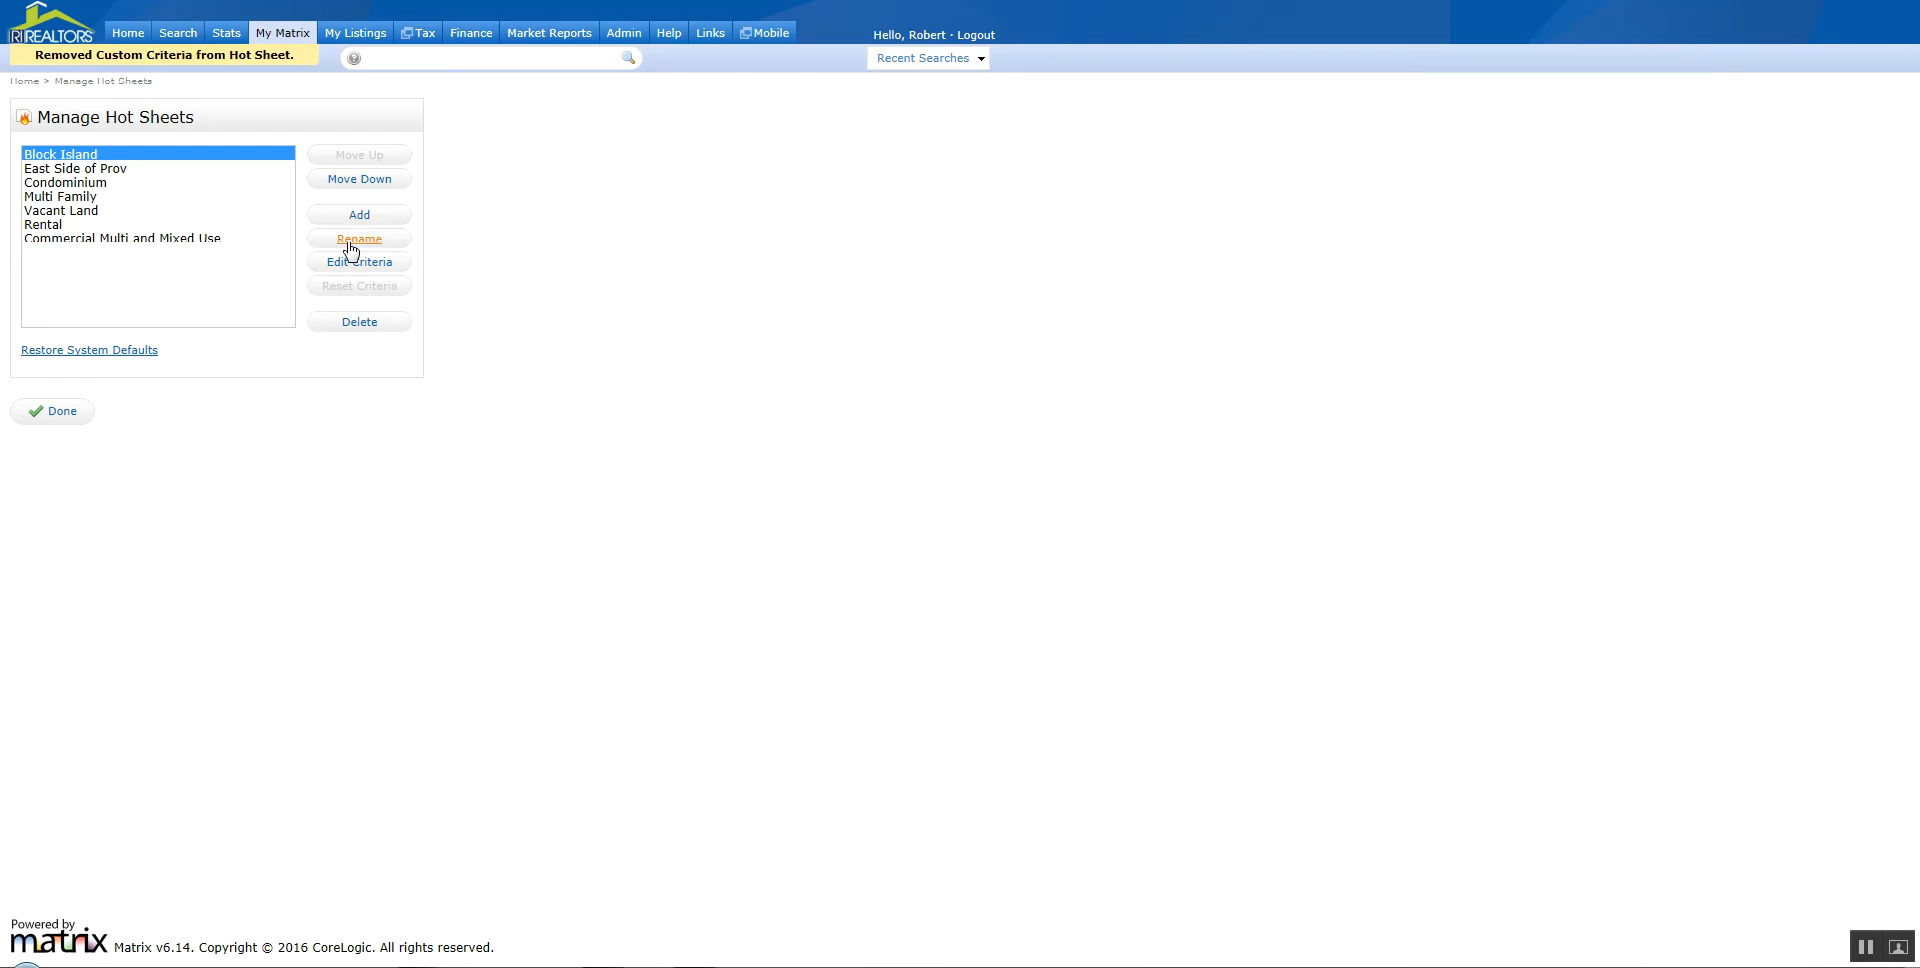 RIREALTORS
Home Search Stats My Matrix My Listings Tax Finance Market Reports Admin Help Links Mobile
Hello, Robert · Logout
Removed Custom Criteria from Hot Sheet.
Recent Searches
Home > Manage Hot Sheets
Manage Hot Sheets
Block Island
East Side of Prov
Condominium
Multi Family
Vacant Land
Rental
Commercial Multi and Mixed Use
Move Up
Move Down
Add
Rename
Edit Criteria
Reset Criteria
Delete
Restore System Defaults
Done
Powered by
matrix
Matrix v6.14. Copyright © 2016 CoreLogic. All rights reserved.